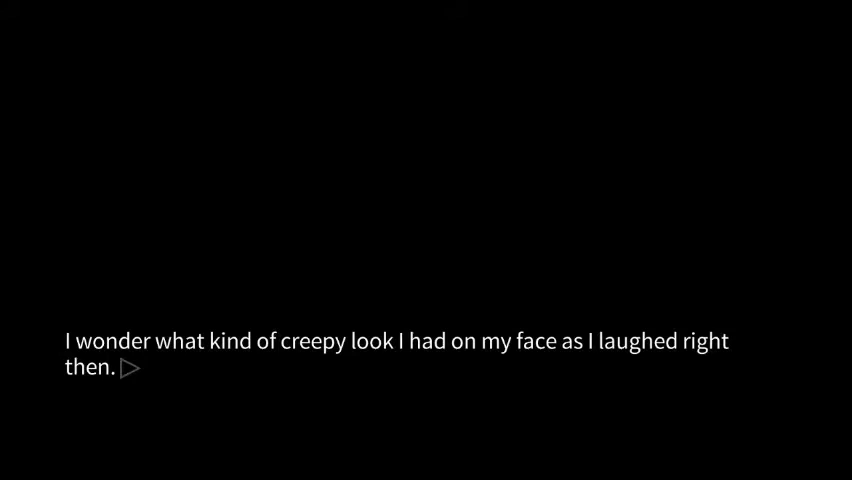 I wonder what kind of creepy look I had on my face as I laughed right
then.